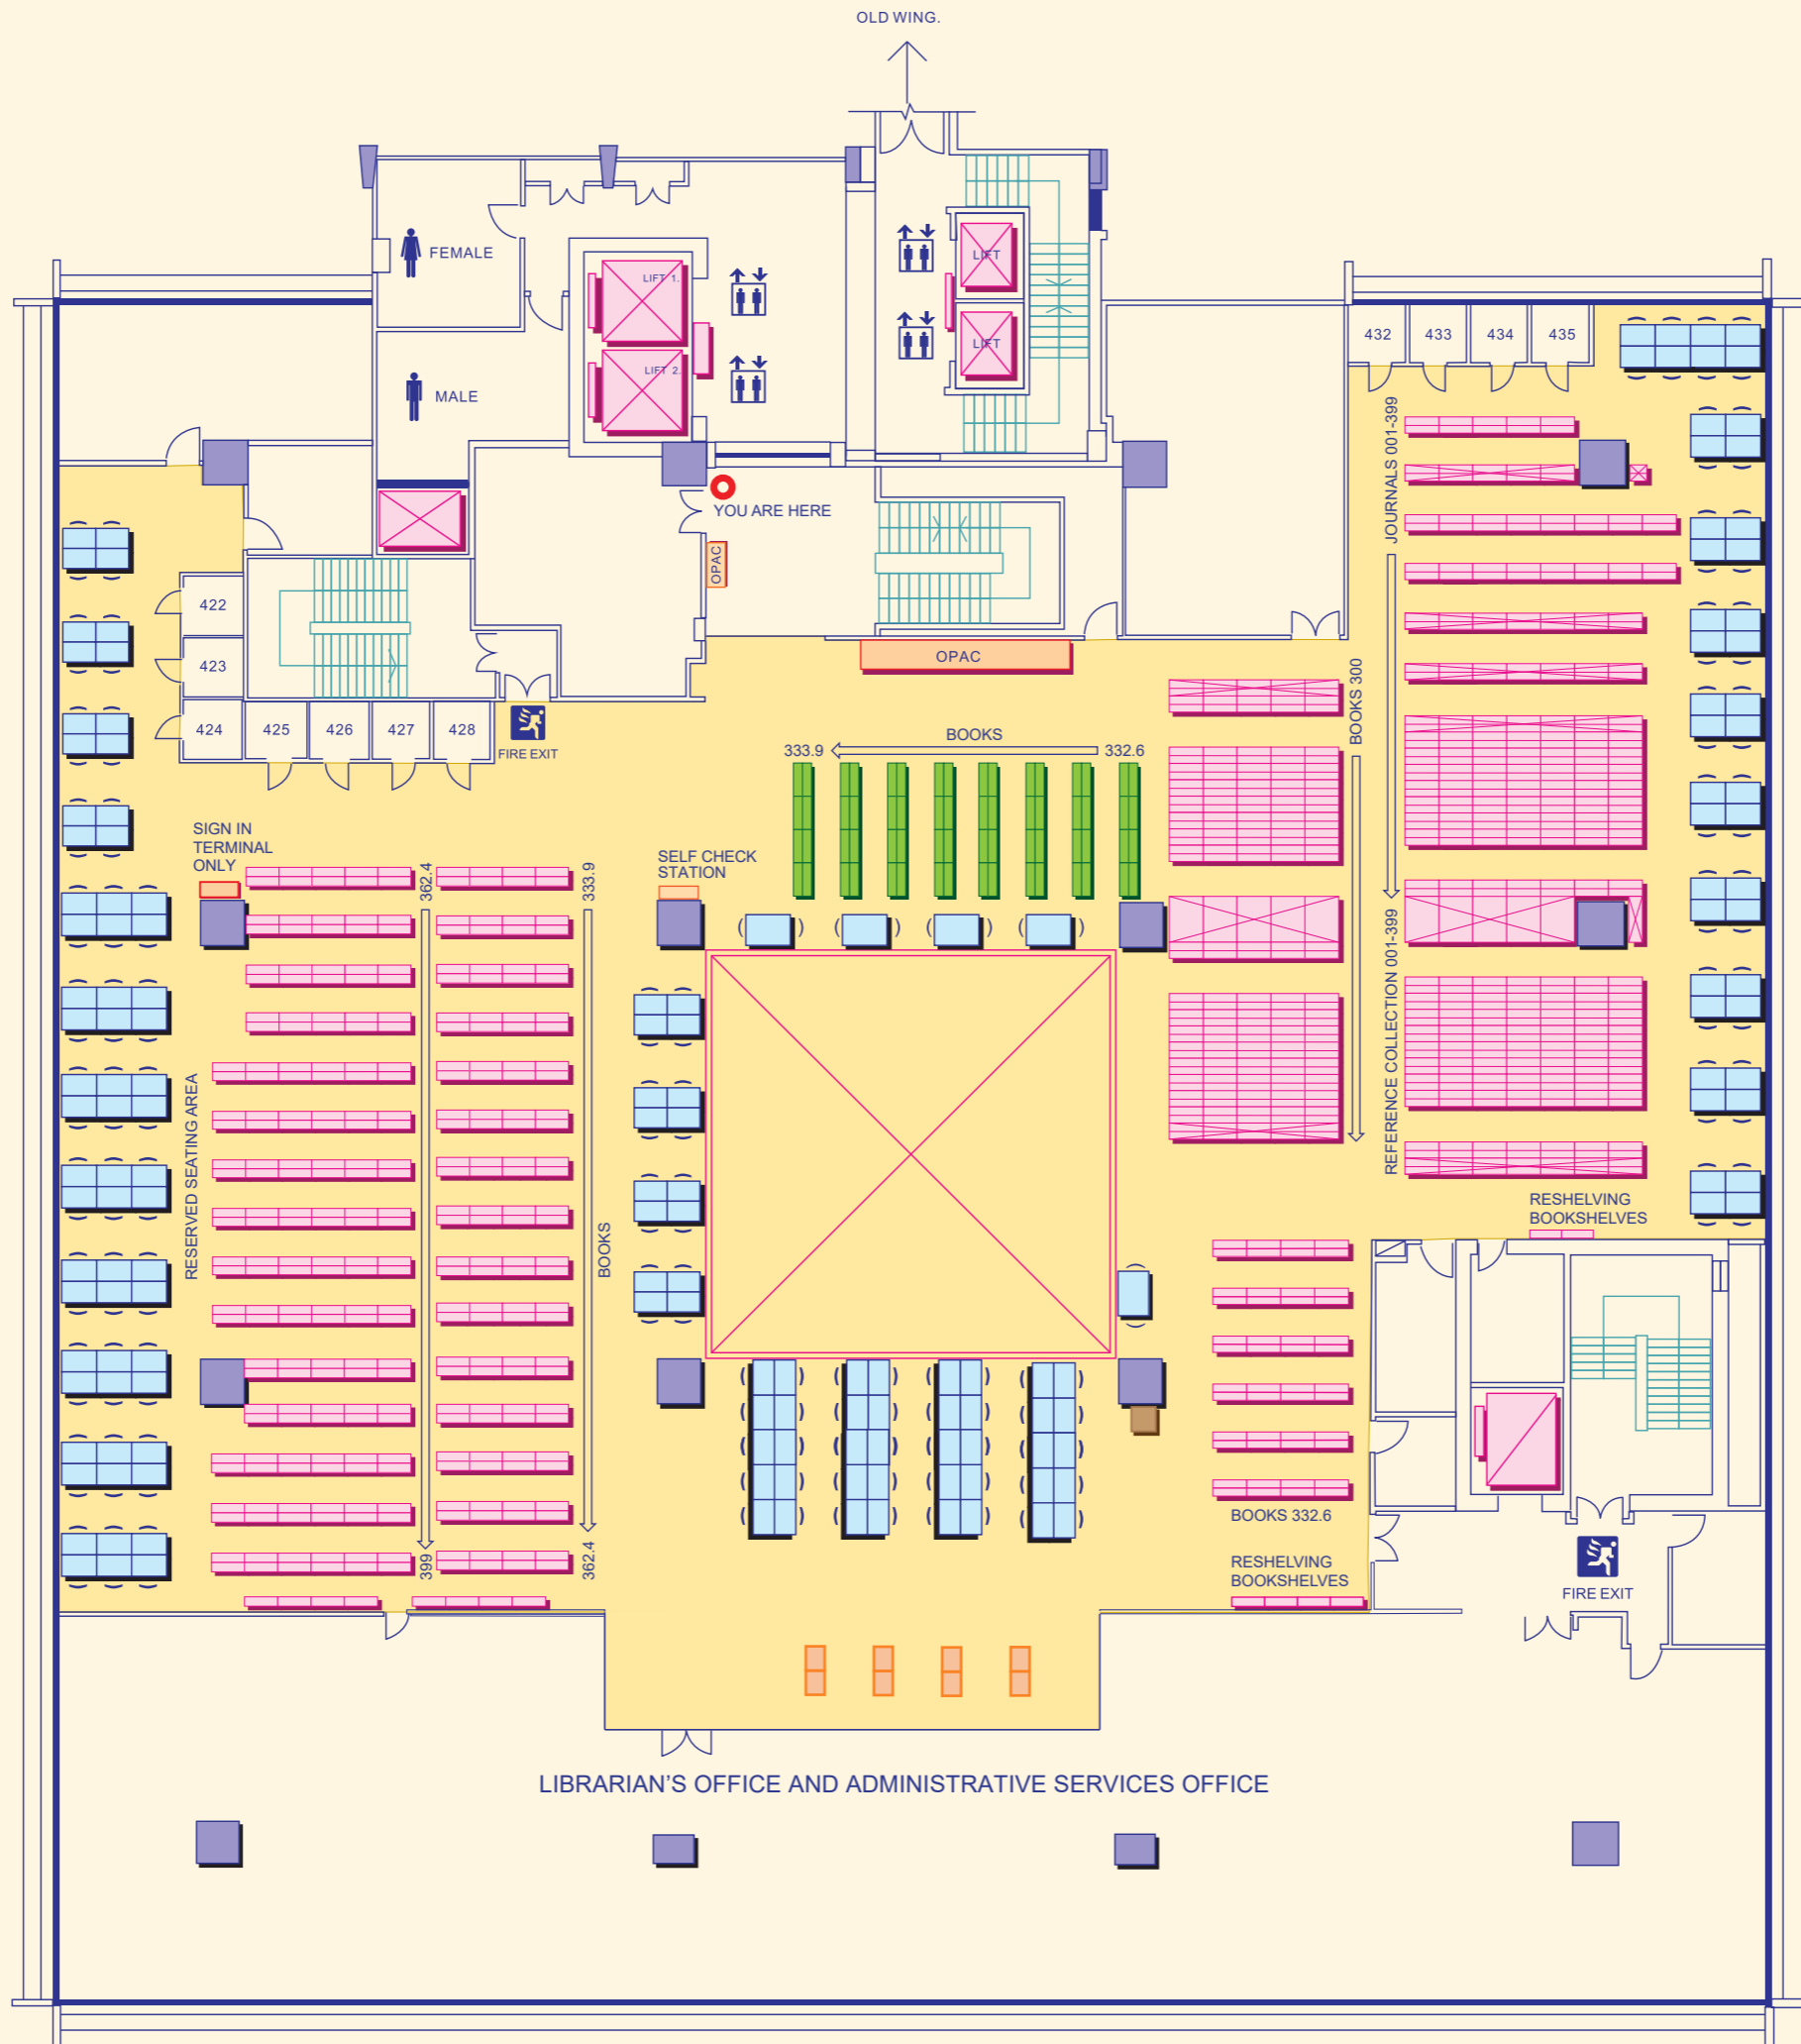 OLD WING.
FEMALE
MALE
LIFT 1.
LIFT 2.
LIFT
LIFT
432
433
434
435
YOU ARE HERE
OPAC
OPAC
JOURNALS 001-399
422
423
424
425
426
427
428
FIRE EXIT
BOOKS
333.9
332.6
BOOKS 300
SIGN IN
TERMINAL
ONLY
362.4
333.9
SELF CHECK
STATION
REFERENCE COLLECTION 001-399
RESERVED SEATING AREA
BOOKS
399
362.4
RESHELVING
BOOKSHELVES
BOOKS 332.6
RESHELVING
BOOKSHELVES
FIRE EXIT
LIBRARIAN'S OFFICE AND ADMINISTRATIVE SERVICES OFFICE